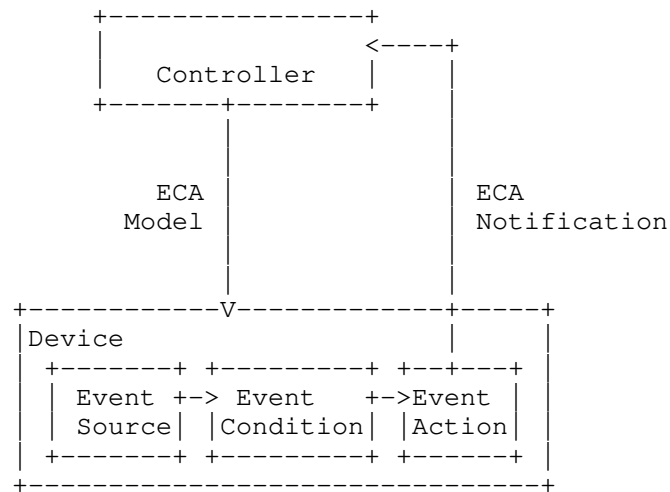 Controller
ECA ECA
Model Notification
Device
Event Event Event
Source Condition Action